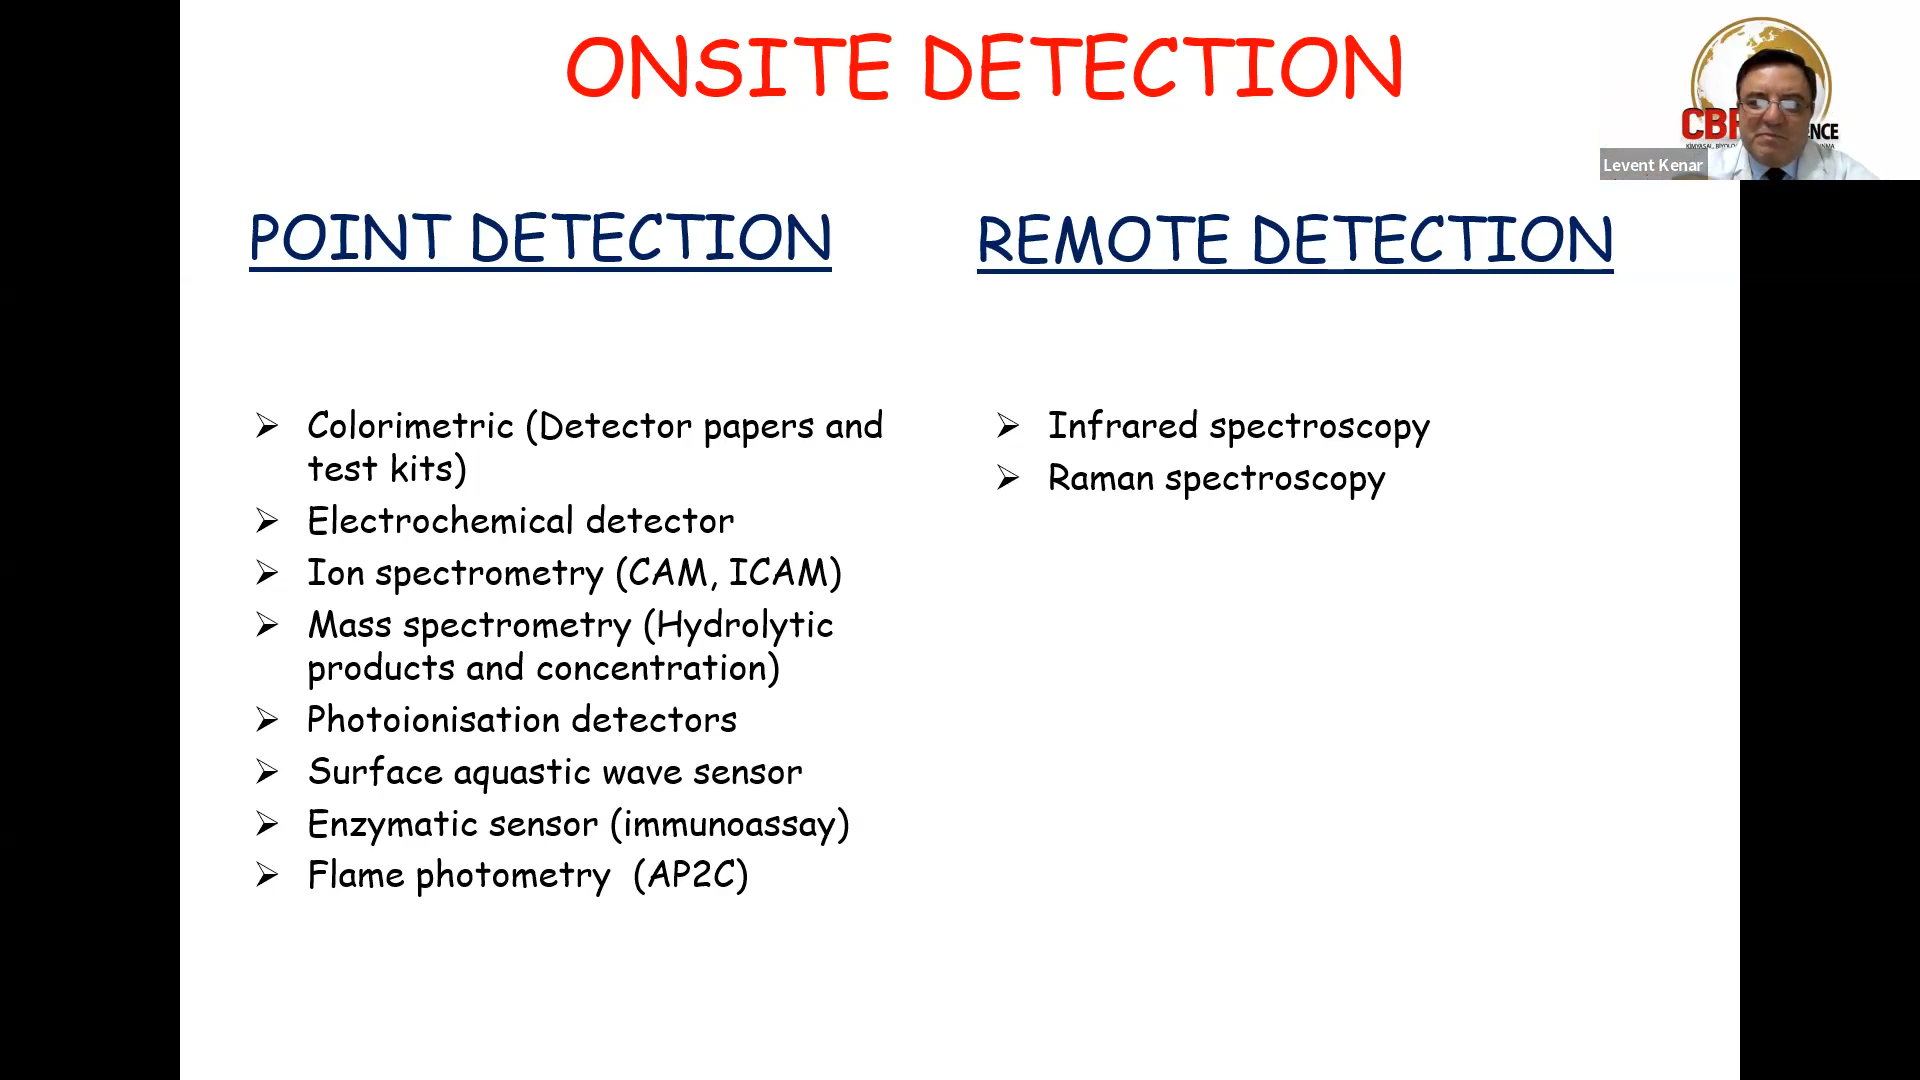 ONSITE DETECTION
CB
NCE
Levent Kenar
POINT DETECTION
REMOTE DETECTION
Colorimetric (Detector papers and
test kits)
Electrochemical detector
Ion spectrometry (CAM, ICAM)
Mass spectrometry (Hydrolytic
products and concentration)
Photoionisation detectors
Surface aquastic wave sensor
Enzymatic sensor (immunoassay)
Flame photometry (AP2C)
Infrared spectroscopy
Raman spectroscopy